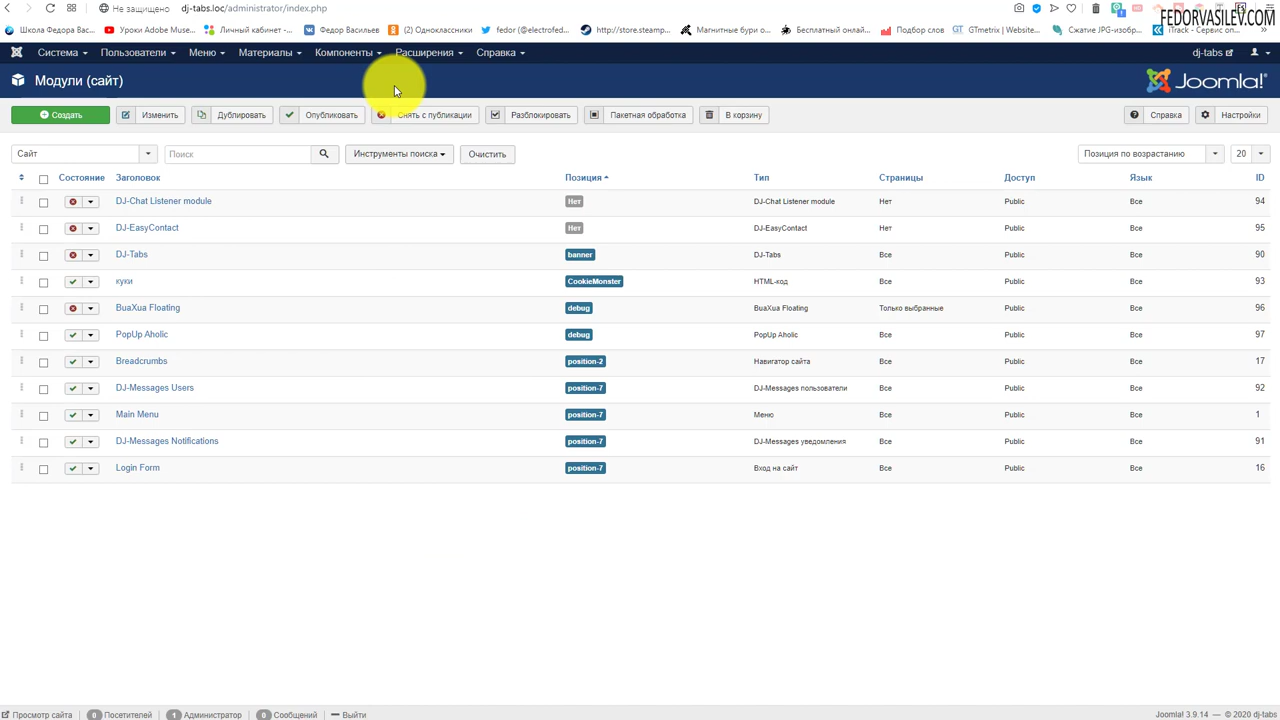 Не защищено dj-tabs.loc/administrator/index.php
FEDORVASILEV.COM
Школа Федора Вас... Уроки Adobe Muse... Личный кабинет -... Федор Васильев (2) Одноклассники fedor (@electrofed... http://store.steamp... Магнитные бури о... Бесплатный онлай... Подбор слов GTmetrix | Website... Сжатие JPG-изобр... iTrack - Сервис оп...
Система Пользователи Меню Материалы Компоненты Расширения Справка dj-tabs
Модули (сайт) Joomla!
Создать Изменить Дублировать Опубликовать Снять с публикации Разблокировать Пакетная обработка В корзину Справка Настройки
Сайт Поиск Инструменты поиска Очистить Позиция по возрастанию 20
Состояние Заголовок Позиция Тип Страницы Доступ Язык ID
DJ-Chat Listener module Нет DJ-Chat Listener module Нет Public Все 94
DJ-EasyContact Нет DJ-EasyContact Нет Public Все 95
DJ-Tabs banner DJ-Tabs Все Public Все 90
куки CookieMonster HTML-код Все Public Все 93
BuaXua Floating debug BuaXua Floating Только выбранные Public Все 96
PopUp Aholic debug PopUp Aholic Все Public Все 97
Breadcrumbs position-2 Навигатор сайта Все Public Все 17
DJ-Messages Users position-7 DJ-Messages пользователи Все Public Все 92
Main Menu position-7 Меню Все Public Все 1
DJ-Messages Notifications position-7 DJ-Messages уведомления Все Public Все 91
Login Form position-7 Вход на сайт Все Public Все 16
Просмотр сайта 0 Посетителей 1 Администратор 0 Сообщений Выйти Joomla! 3.9.14 — © 2020 dj-tabs